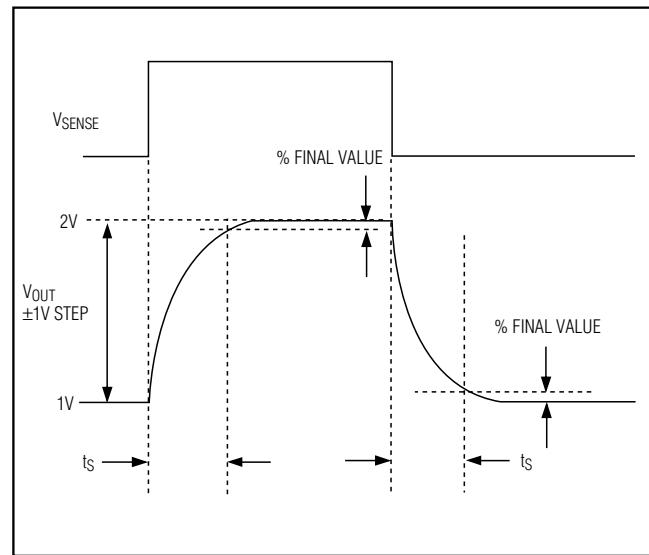 VSENSE
% FINAL VALUE
2V
VOUT
±1V STEP
% FINAL VALUE
1V
tS
tS